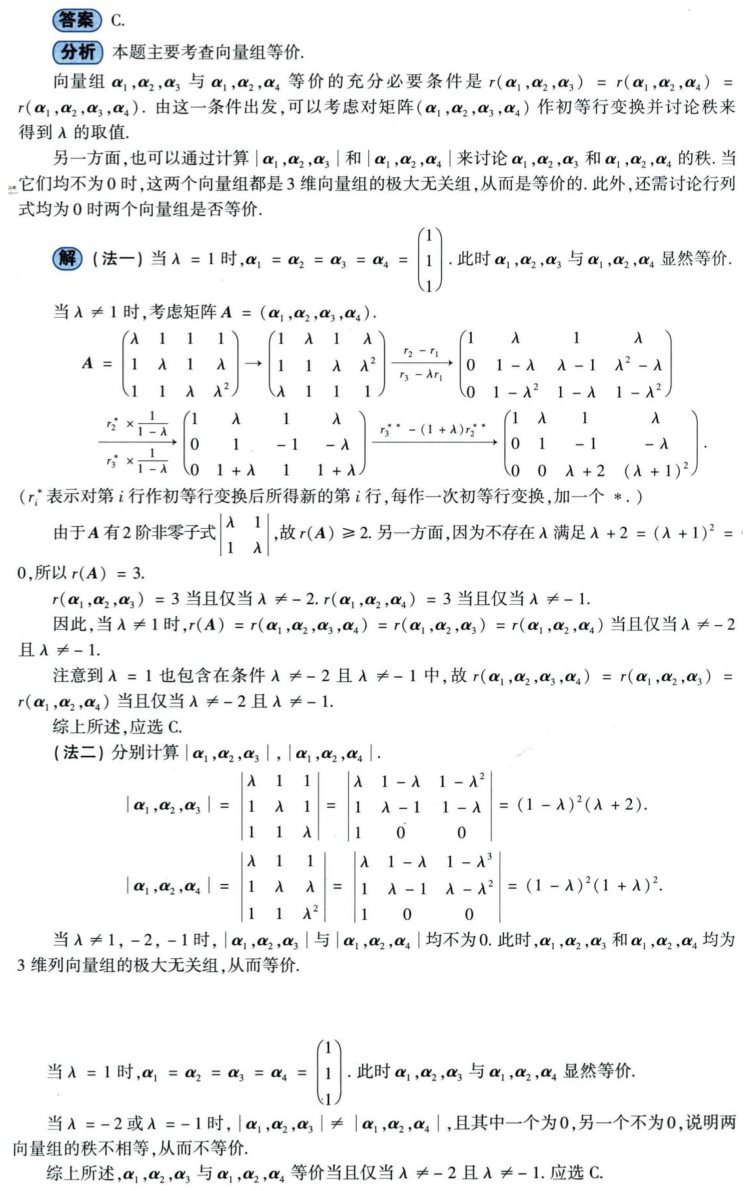 答案 C.
分析 本题主要考查向量组等价.
向量组 α₁,α₂,α₃ 与 α₁,α₂,α₄ 等价的充分必要条件是 r(α₁,α₂,α₃) = r(α₁,α₂,α₄) =
r(α₁,α₂,α₃,α₄). 由这一条件出发,可以考虑对矩阵(α₁,α₂,α₃,α₄) 作初等行变换并讨论秩来
得到 λ 的取值.
另一方面,也可以通过计算|α₁,α₂,α₃|和|α₁,α₂,α₄|来讨论α₁,α₂,α₃ 和α₁,α₂,α₄ 的秩. 当
它们均不为0时,这两个向量组都是3维向量组的极大无关组,从而是等价的. 此外,还需讨论行列
式均为0时两个向量组是否等价.
解 (法一) 当 λ = 1 时,α₁ = α₂ = α₃ = α₄ = (1; 1; 1). 此时 α₁,α₂,α₃ 与 α₁,α₂,α₄ 显然等价.
当 λ ≠ 1 时,考虑矩阵 A = (α₁,α₂,α₃,α₄).
A = (λ 1 1 1; 1 λ 1 λ; 1 1 λ λ²) → (1 λ 1 λ; 1 1 λ λ²; λ 1 1 1) —(r₂ - r₁, r₃ - λr₁)→ (1 λ 1 λ; 0 1-λ λ-1 λ²-λ; 0 1-λ² 1-λ 1-λ²)
—(r₂* × 1/(1-λ), r₃* × 1/(1-λ))→ (1 λ 1 λ; 0 1 -1 -λ; 0 1+λ 1 1+λ) —(r₃** - (1+λ)r₂**)→ (1 λ 1 λ; 0 1 -1 -λ; 0 0 λ+2 (λ+1)²).
(rᵢ* 表示对第 i 行作初等行变换后所得新的第 i 行,每作一次初等行变换,加一个 *.)
由于A有2阶非零子式|λ 1; 1 λ|,故 r(A) ≥ 2. 另一方面,因为不存在 λ 满足 λ + 2 = (λ + 1)² =
0,所以 r(A) = 3.
r(α₁,α₂,α₃) = 3 当且仅当 λ ≠ - 2. r(α₁,α₂,α₄) = 3 当且仅当 λ ≠ - 1.
因此,当 λ ≠ 1 时,r(A) = r(α₁,α₂,α₃,α₄) = r(α₁,α₂,α₃) = r(α₁,α₂,α₄) 当且仅当 λ ≠ - 2
且 λ ≠ - 1.
注意到 λ = 1 也包含在条件 λ ≠ - 2 且 λ ≠ - 1 中,故 r(α₁,α₂,α₃,α₄) = r(α₁,α₂,α₃) =
r(α₁,α₂,α₄) 当且仅当 λ ≠ - 2 且 λ ≠ - 1.
综上所述,应选 C.
(法二) 分别计算|α₁,α₂,α₃|,|α₁,α₂,α₄|.
|α₁,α₂,α₃| = |λ 1 1; 1 λ 1; 1 1 λ| = |λ 1-λ 1-λ²; 1 λ-1 1-λ; 1 0 0| = (1 - λ)²(λ + 2).
|α₁,α₂,α₄| = |λ 1 1; 1 λ λ; 1 1 λ²| = |λ 1-λ 1-λ³; 1 λ-1 λ-λ²; 1 0 0| = (1 - λ)²(1 + λ)².
当 λ ≠ 1, - 2, - 1 时,|α₁,α₂,α₃|与|α₁,α₂,α₄|均不为0. 此时,α₁,α₂,α₃ 和α₁,α₂,α₄ 均为
3 维列向量组的极大无关组,从而等价.
当 λ = 1 时,α₁ = α₂ = α₃ = α₄ = (1; 1; 1). 此时 α₁,α₂,α₃ 与 α₁,α₂,α₄ 显然等价.
当 λ = - 2 或 λ = - 1 时,|α₁,α₂,α₃| ≠ |α₁,α₂,α₄|,且其中一个为0,另一个不为0,说明两
向量组的秩不相等,从而不等价.
综上所述,α₁,α₂,α₃ 与 α₁,α₂,α₄ 等价当且仅当 λ ≠ - 2 且 λ ≠ - 1. 应选 C.